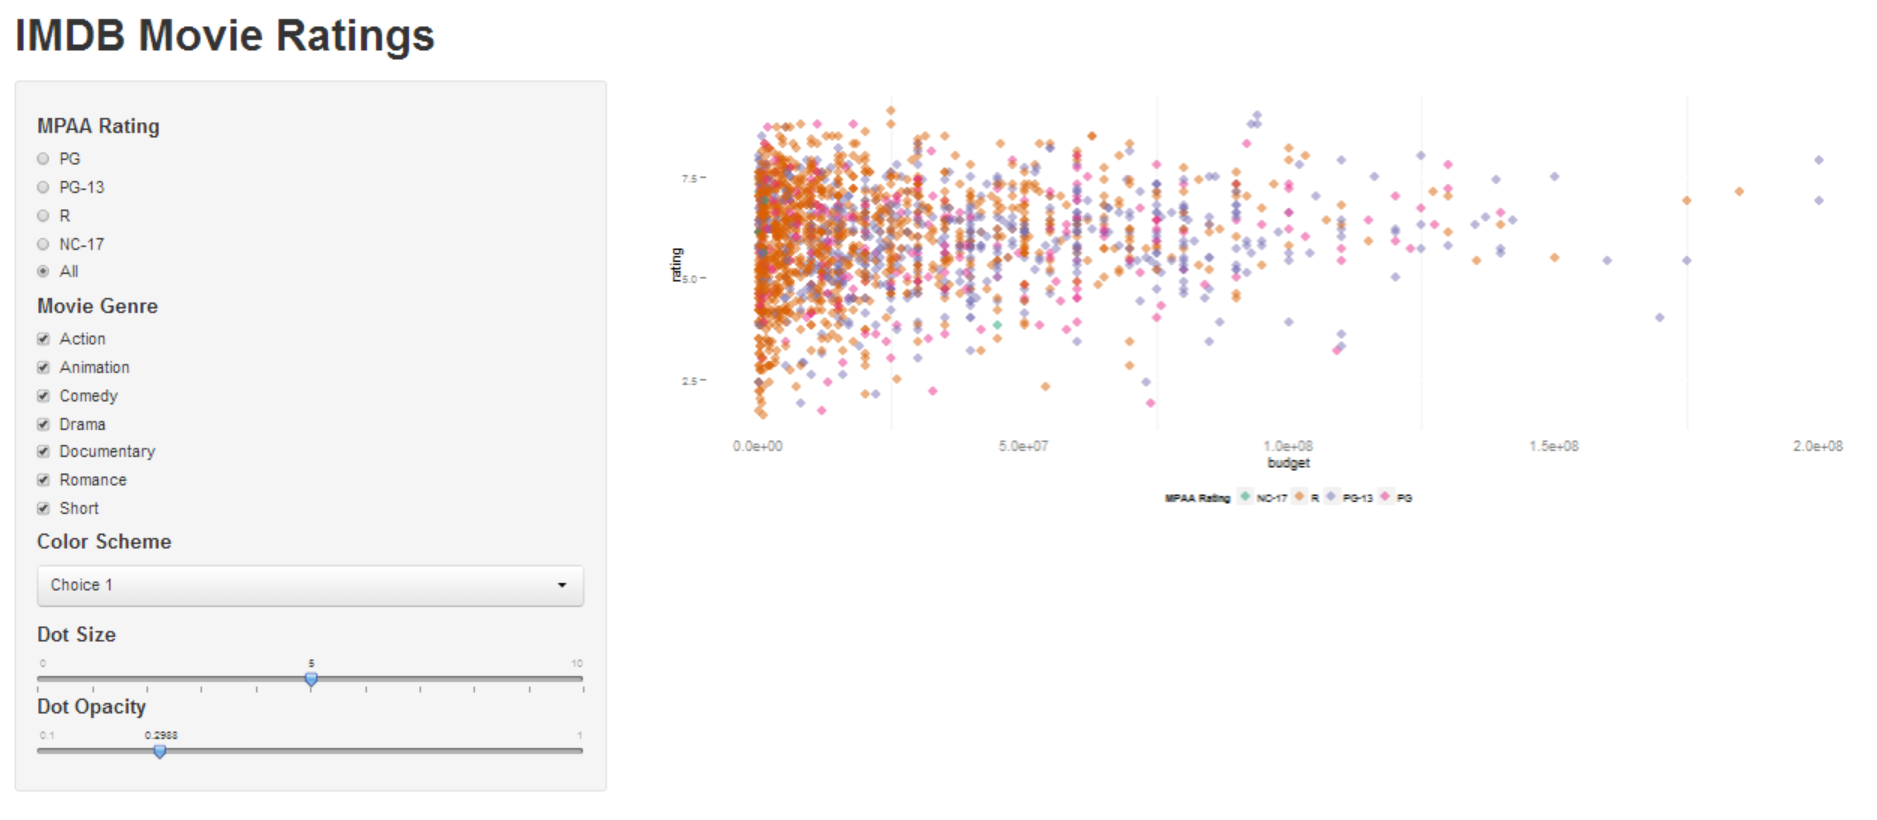 IMDB Movie Ratings
MPAA Rating
PG
PG-13
R
NC-17
All
Movie Genre
Action
Animation
Comedy
Drama
Documentary
Romance
Short
Color Scheme
Choice 1
Dot Size
0 5 10
Dot Opacity
0.1 0.2988 1
rating
7.5
5.0
2.5
0.0e+00 5.0e+07 1.0e+08 1.5e+08 2.0e+08
budget
MPAA Rating NC-17 R PG-13 PG